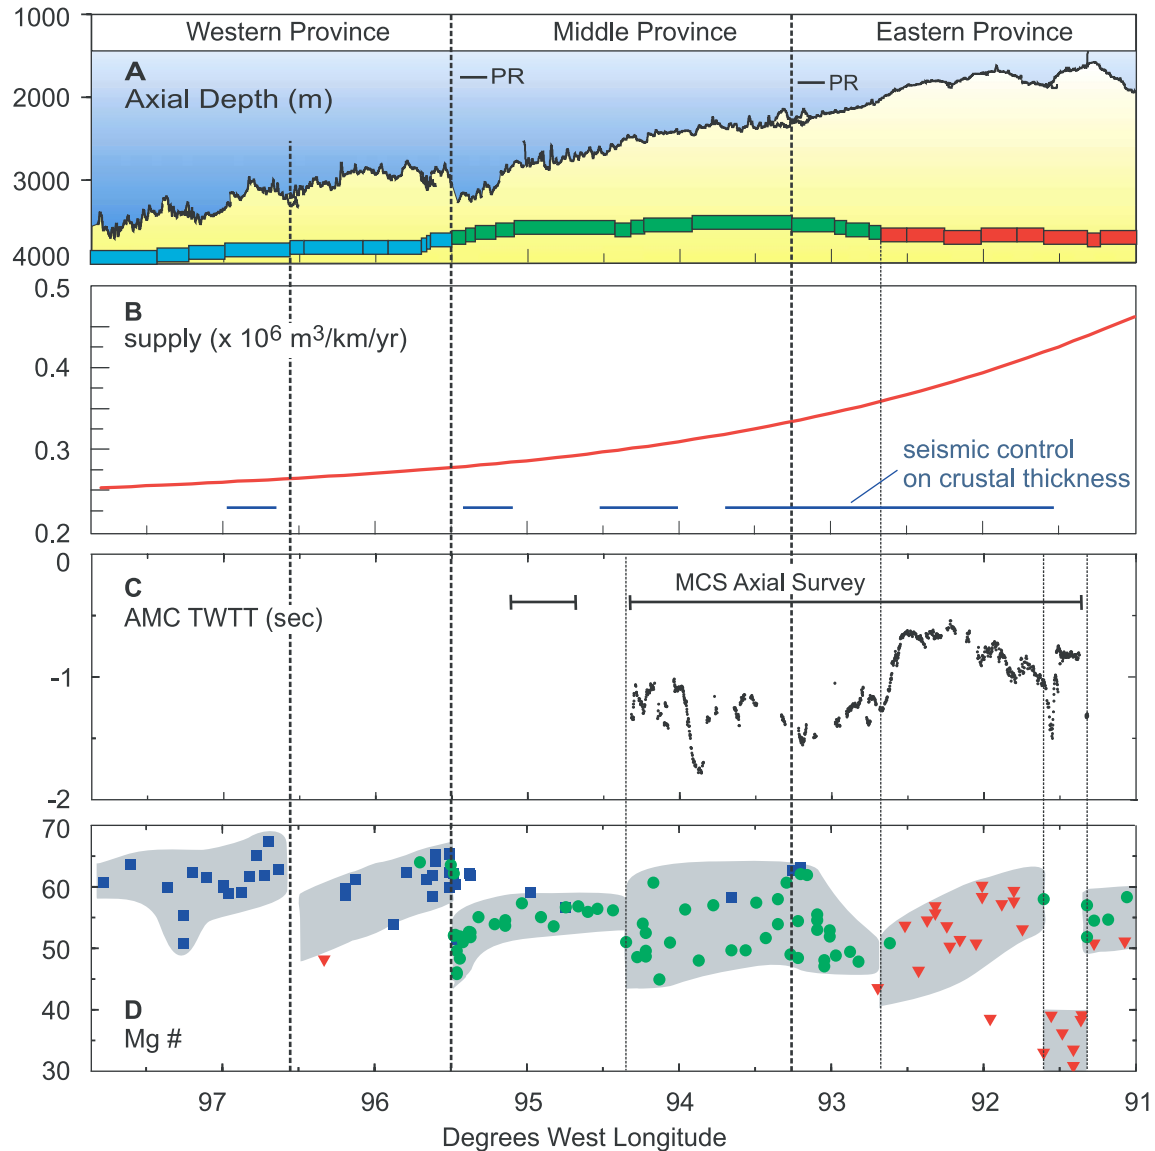 1000
Western Province
Middle Province
Eastern Province
A
Axial Depth (m)
PR
PR
2000
3000
4000
0.5
B
supply (x 10⁶ m³/km/yr)
0.4
0.3
seismic control
on crustal thickness
0.2
0
C
AMC TWTT (sec)
MCS Axial Survey
-1
-2
70
60
50
40
D
Mg #
30
97
96
95
94
93
92
91
Degrees West Longitude